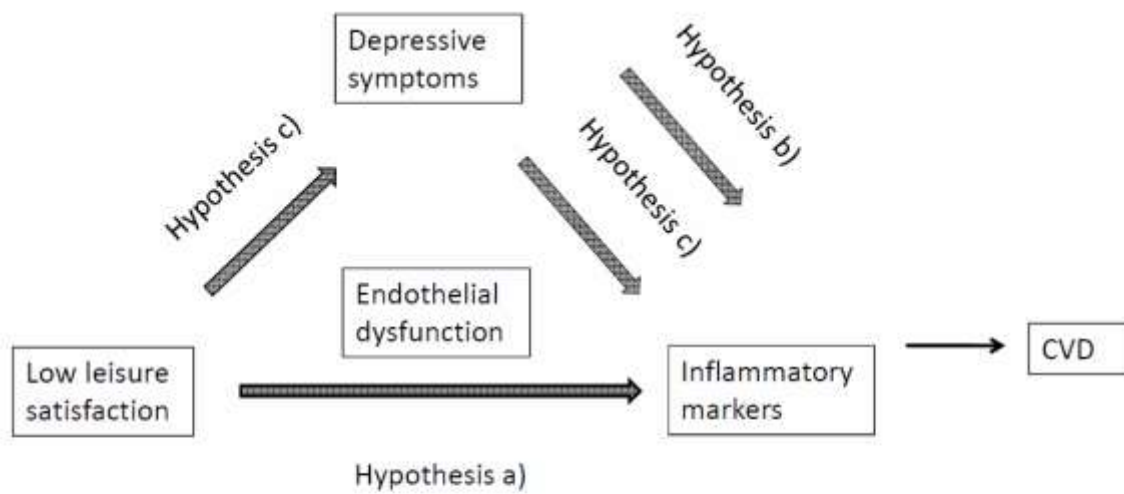 Depressive
symptoms
Hypothesis b)
Hypothesis c)
Hypothesis c)
Endothelial
dysfunction
Low leisure
satisfaction
Inflammatory
markers
CVD
Hypothesis a)